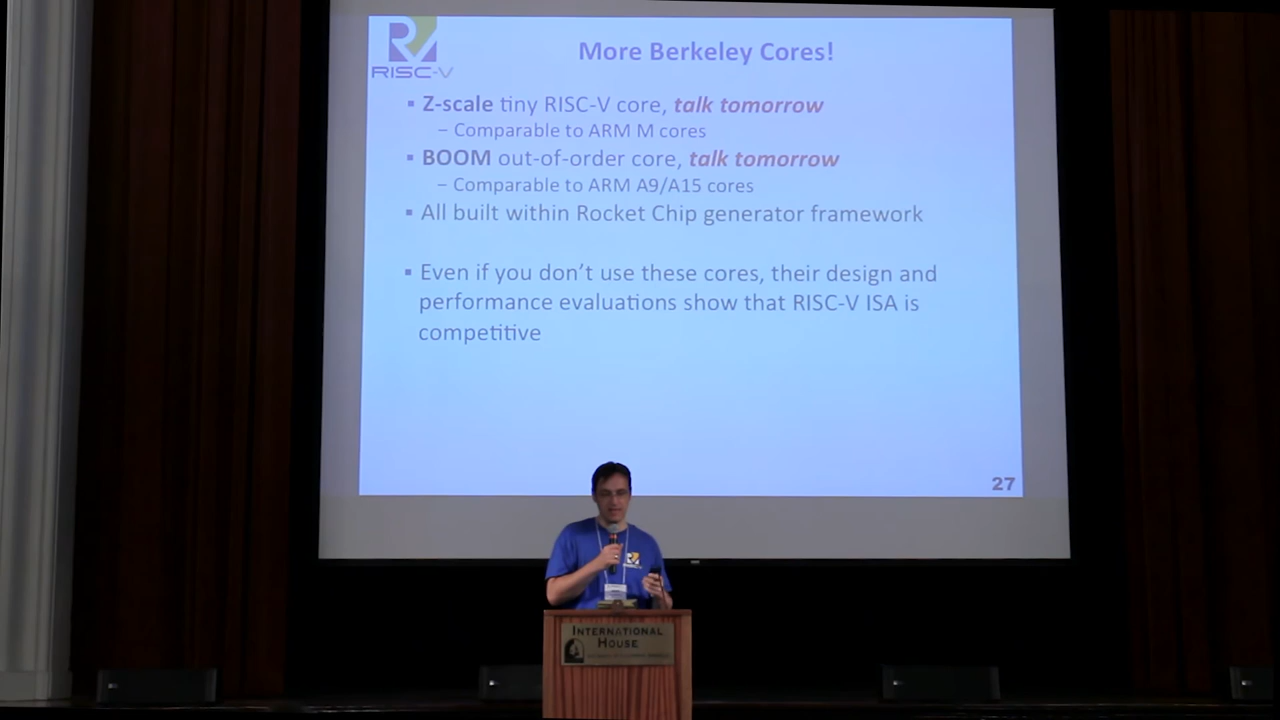 RISC-V
More Berkeley Cores!
▪ Z-scale tiny RISC-V core, talk tomorrow
– Comparable to ARM M cores
▪ BOOM out-of-order core, talk tomorrow
– Comparable to ARM A9/A15 cores
▪ All built within Rocket Chip generator framework
▪ Even if you don't use these cores, their design and
performance evaluations show that RISC-V ISA is
competitive
27
RISC-V
INTERNATIONAL
HOUSE